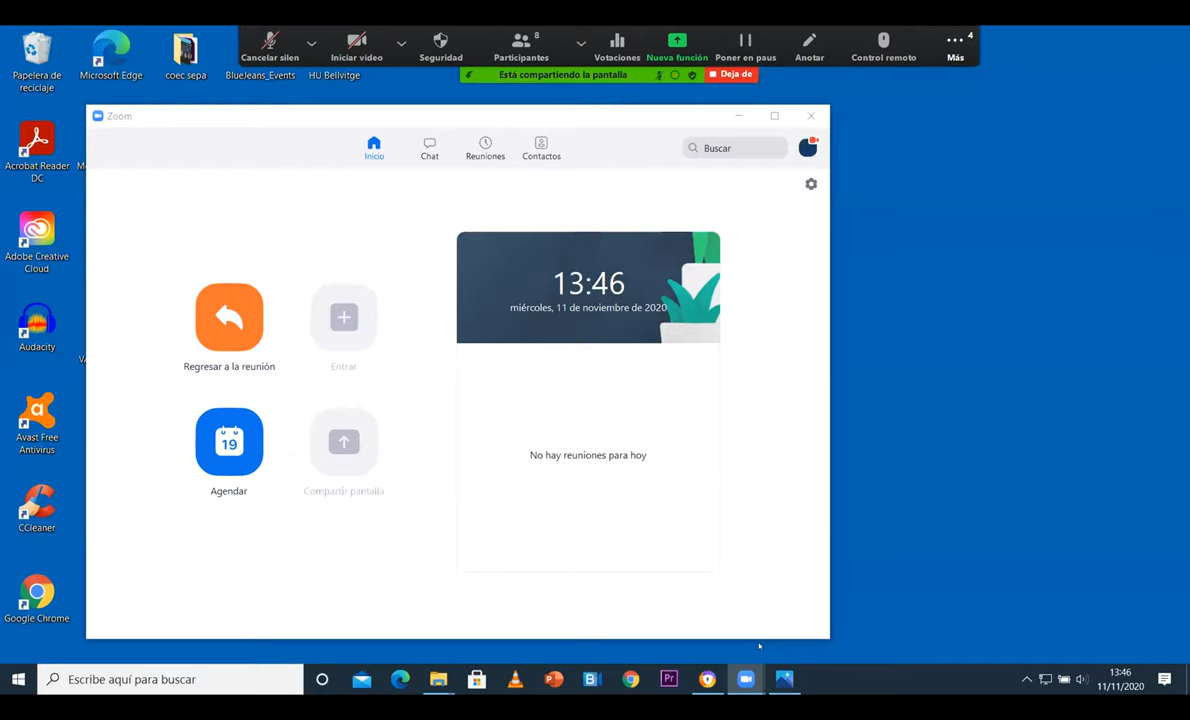 Papelera de
reciclaje
Microsoft Edge
coec sepa
BlueJeans_Events
HU Bellvitge
Cancelar silen
Iniciar video
Seguridad
8
Participantes
Votaciones
Nueva función
Poner en paus
Anotar
Control remoto
4
Más
Está compartiendo la pantalla
Deja de
Zoom
Inicio
Chat
Reuniones
Contactos
Buscar
Acrobat Reader
DC
Adobe Creative
Cloud
Audacity
Avast Free
Antivirus
CCleaner
Google Chrome
13:46
miércoles, 11 de noviembre de 2020
Regresar a la reunión
Entrar
19
Agendar
Compartir pantalla
No hay reuniones para hoy
Escribe aquí para buscar
B
Pr
13:46
11/11/2020